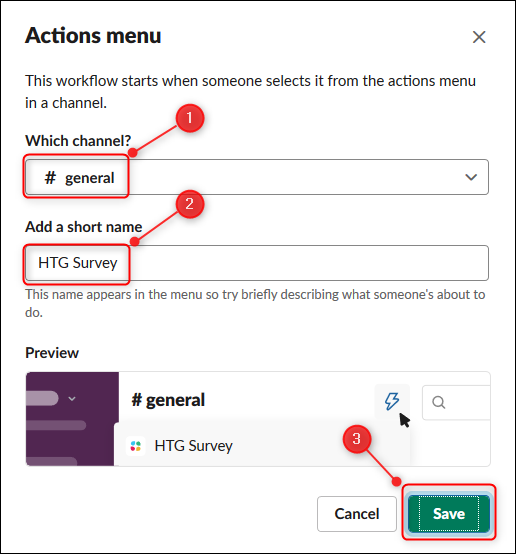 Actions menu
This workflow starts when someone selects it from the actions menu
in a channel.
1
Which channel?
# general
2
Add a short name
HTG Survey
This name appears in the menu so try briefly describing what someone's about to
do.
Preview
# general
HTG Survey
3
Cancel
Save